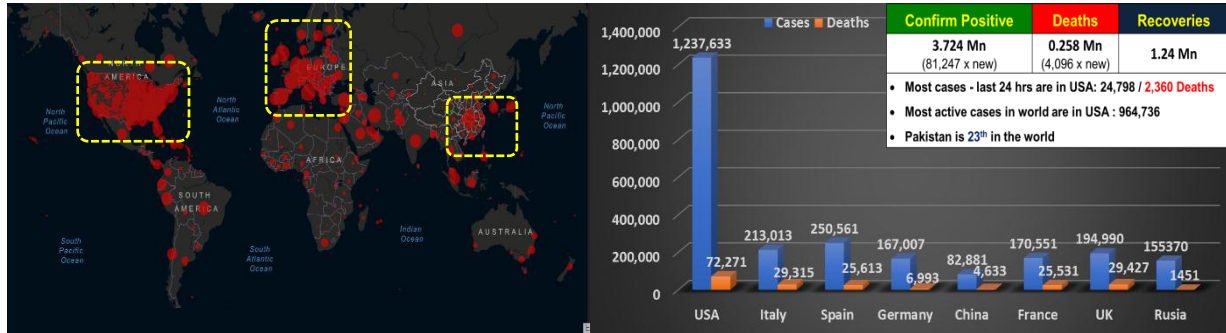 NORTH
AMERICA
EUROPE
ASIA
North
Pacific
Ocean
North
Atlantic
Ocean
North
Pacific
Ocean
AFRICA
SOUTH
AMERICA
Indian
Ocean
AUSTRALIA
South
Pacific
Ocean
South
Atlantic
Ocean
Cases Deaths
1,400,000
1,200,000
1,000,000
800,000
600,000
400,000
200,000
0
1,237,633
72,271
213,013
29,315
250,561
25,613
167,007
6,993
82,881
4,633
170,551
25,531
194,990
29,427
155370
1451
USA Italy Spain Germany China France UK Rusia
Confirm Positive Deaths Recoveries
3.724 Mn 0.258 Mn 1.24 Mn
(81,247 x new) (4,096 x new)
• Most cases - last 24 hrs are in USA: 24,798 / 2,360 Deaths
• Most active cases in world are in USA : 964,736
• Pakistan is 23th in the world